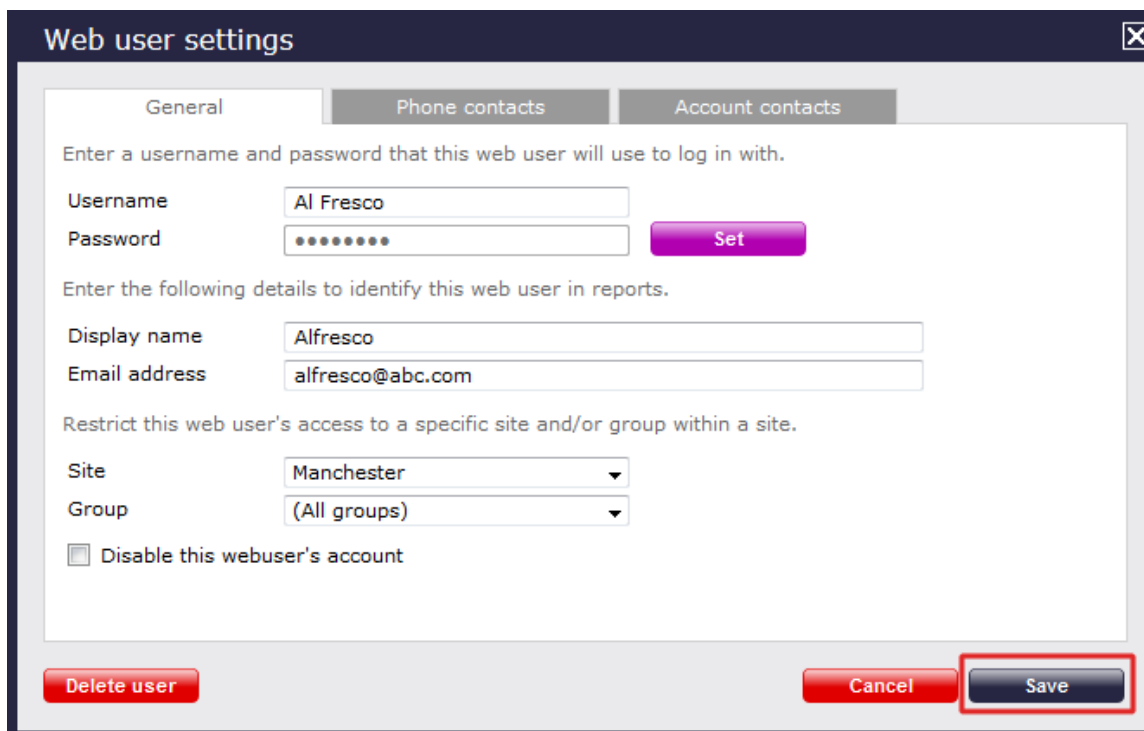 Web user settings
General Phone contacts Account contacts
Enter a username and password that this web user will use to log in with.
Username Al Fresco
Password ●●●●●●●● Set
Enter the following details to identify this web user in reports.
Display name Alfresco
Email address alfresco@abc.com
Restrict this web user's access to a specific site and/or group within a site.
Site Manchester
Group (All groups)
Disable this webuser's account
Delete user Cancel Save